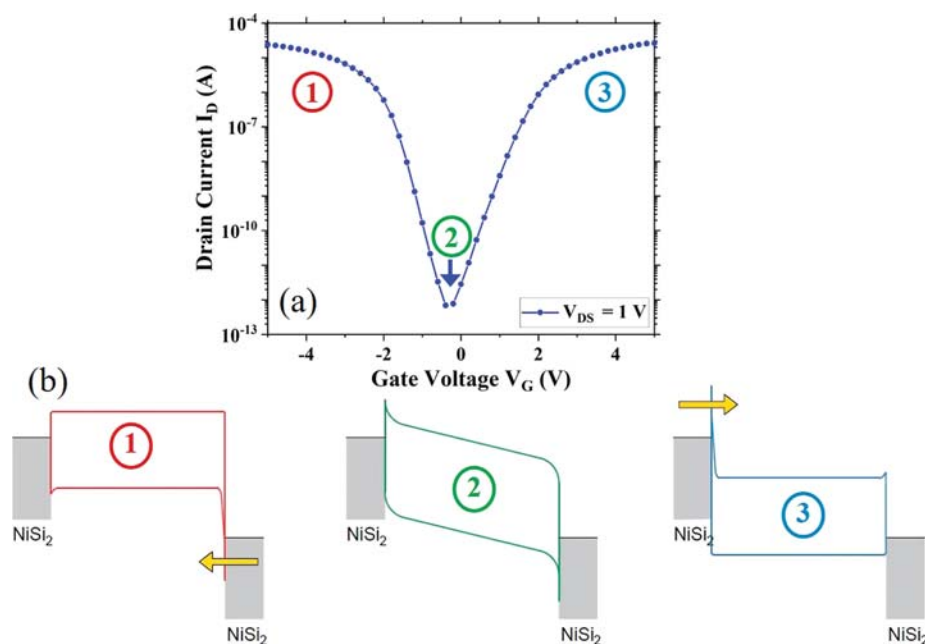 10⁻⁴
10⁻⁷
10⁻¹⁰
10⁻¹³
Drain Current I_D (A)
1
3
2
(a)
V_DS = 1 V
-4 -2 0 2 4
Gate Voltage V_G (V)
(b)
1
2
3
NiSi₂ NiSi₂ NiSi₂
NiSi₂ NiSi₂ NiSi₂